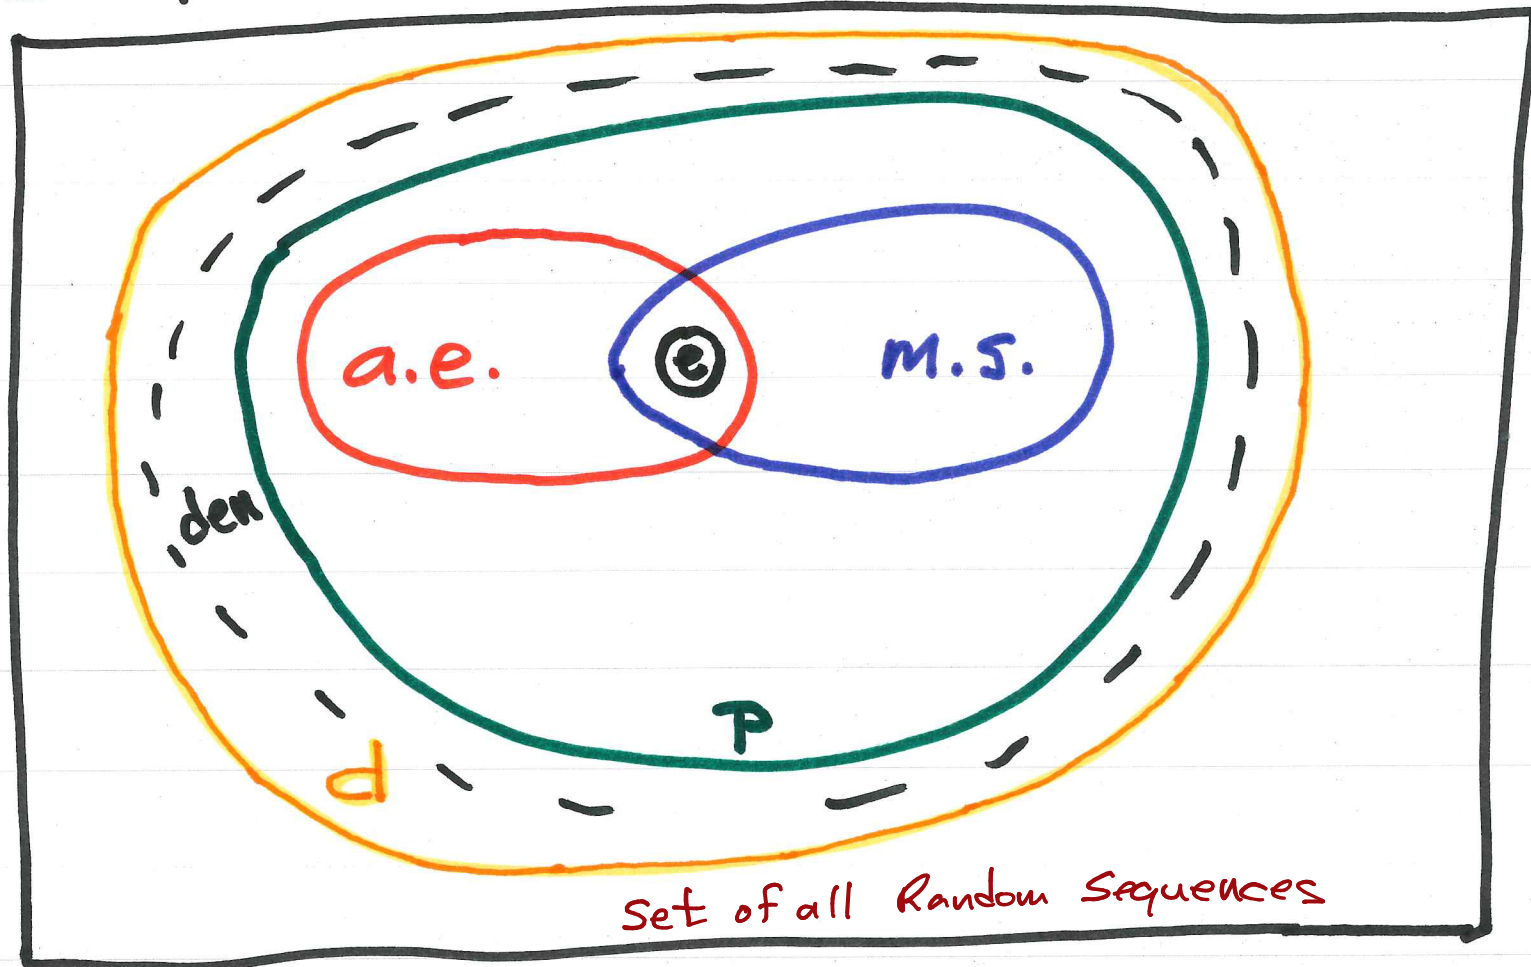 a.e.
e
m.s.
den
P
d
Set of all Random Sequences